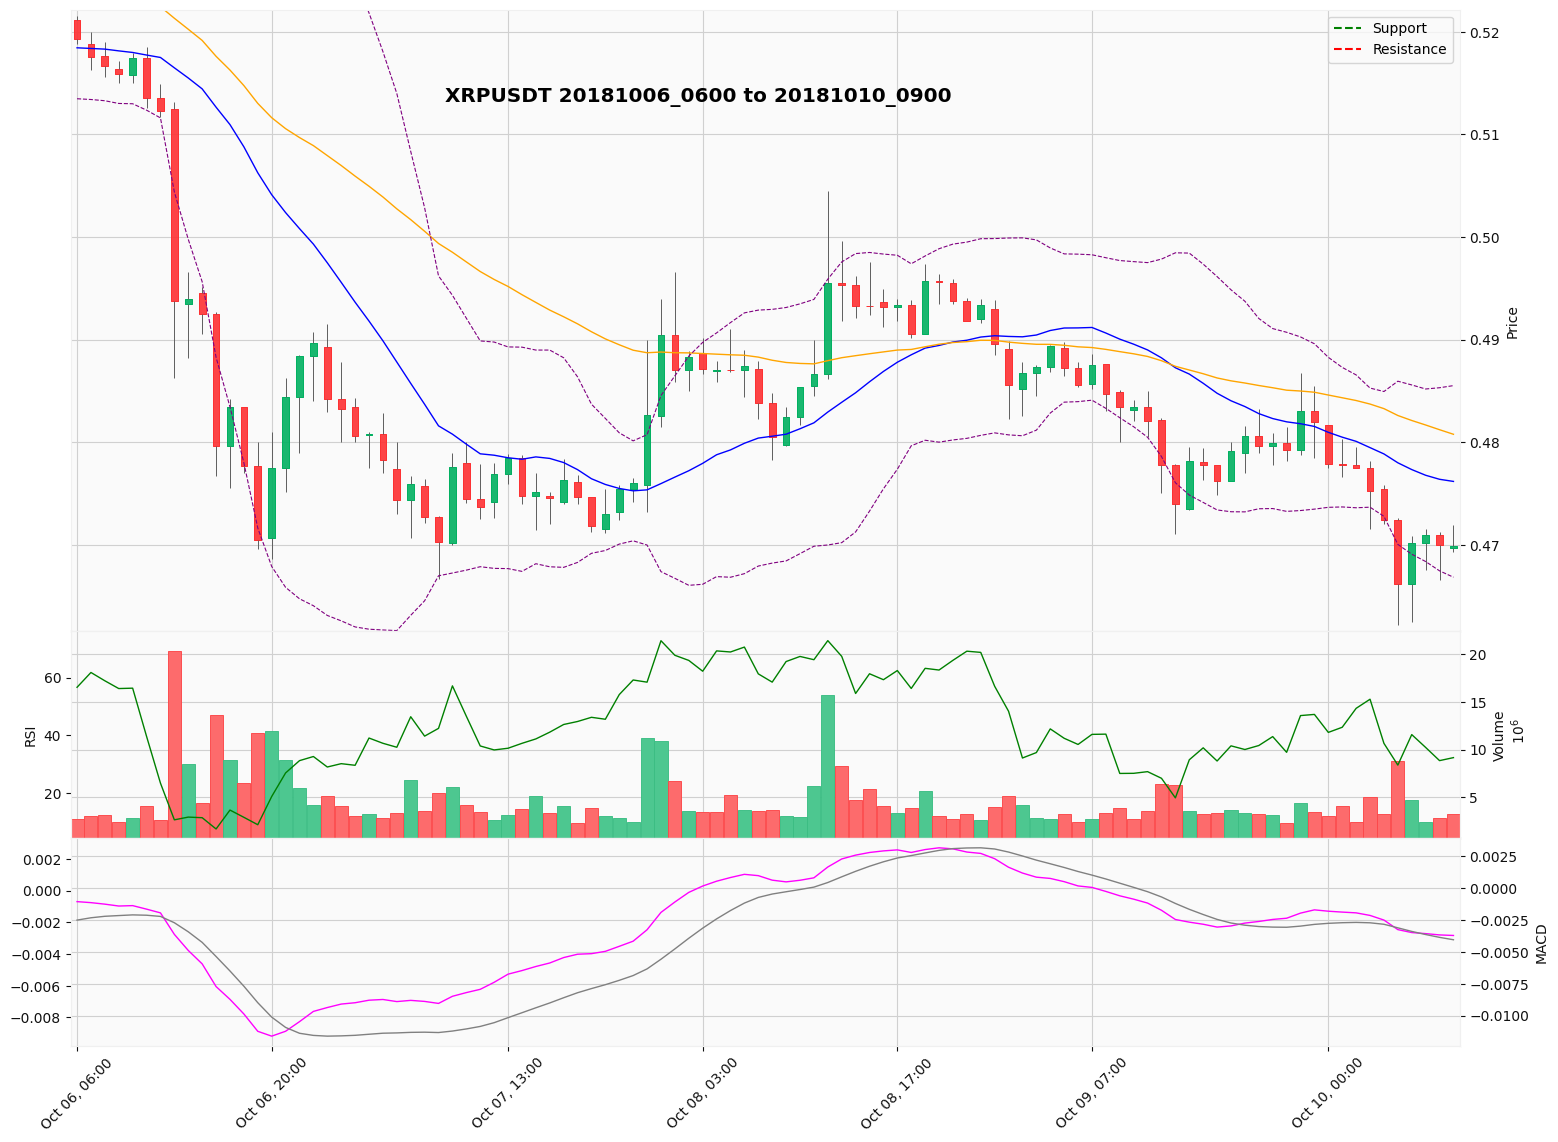 XRPUSDT 20181006_0600 to 20181010_0900
Support
Resistance
0.52
0.51
0.50
0.49
0.48
0.47
Price
60
40
20
RSI
20
15
10
5
Volume
10^6
0.002
0.000
−0.002
−0.004
−0.006
−0.008
0.0025
0.0000
−0.0025
−0.0050
−0.0075
−0.0100
MACD
Oct 06, 06:00
Oct 06, 20:00
Oct 07, 13:00
Oct 08, 03:00
Oct 08, 17:00
Oct 09, 07:00
Oct 10, 00:00